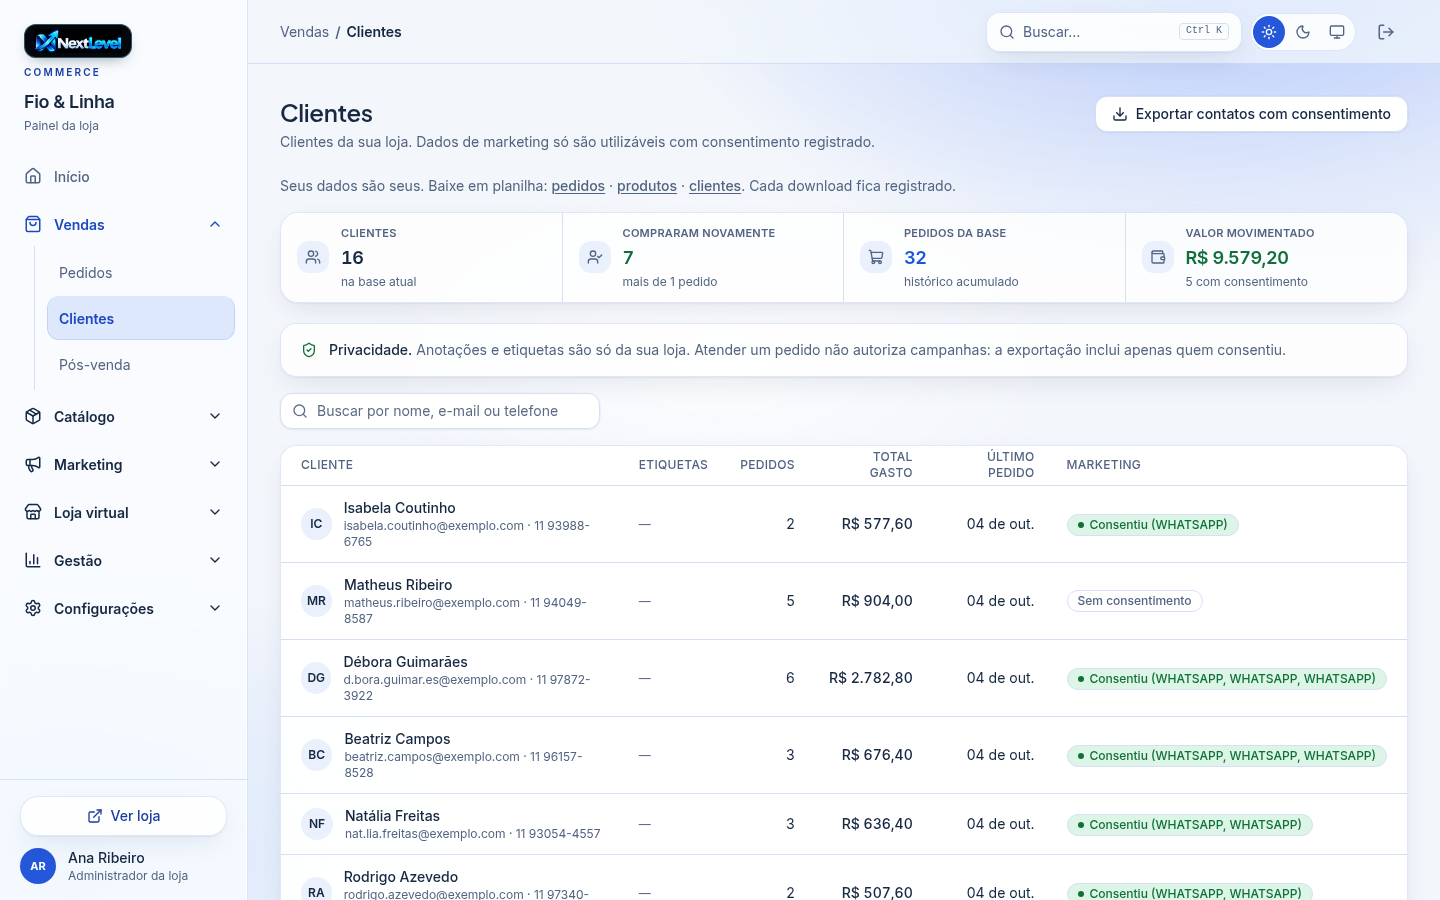 NextLevel
COMMERCE
Fio & Linha
Painel da loja
Início
Vendas
Pedidos
Clientes
Pós-venda
Catálogo
Marketing
Loja virtual
Gestão
Configurações
Ver loja
AR
Ana Ribeiro
Administrador da loja
Vendas / Clientes
Buscar...
Ctrl K
Clientes
Exportar contatos com consentimento
Clientes da sua loja. Dados de marketing só são utilizáveis com consentimento registrado.
Seus dados são seus. Baixe em planilha: pedidos · produtos · clientes. Cada download fica registrado.
CLIENTES
16
na base atual
COMPRARAM NOVAMENTE
7
mais de 1 pedido
PEDIDOS DA BASE
32
histórico acumulado
VALOR MOVIMENTADO
R$ 9.579,20
5 com consentimento
Privacidade. Anotações e etiquetas são só da sua loja. Atender um pedido não autoriza campanhas: a exportação inclui apenas quem consentiu.
Buscar por nome, e-mail ou telefone
CLIENTE
ETIQUETAS
PEDIDOS
TOTAL
GASTO
ÚLTIMO
PEDIDO
MARKETING
IC
Isabela Coutinho
isabela.coutinho@exemplo.com · 11 93988-
6765
—
2
R$ 577,60
04 de out.
Consentiu (WHATSAPP)
MR
Matheus Ribeiro
matheus.ribeiro@exemplo.com · 11 94049-
8587
—
5
R$ 904,00
04 de out.
Sem consentimento
DG
Débora Guimarães
d.bora.guimar.es@exemplo.com · 11 97872-
3922
—
6
R$ 2.782,80
04 de out.
Consentiu (WHATSAPP, WHATSAPP, WHATSAPP)
BC
Beatriz Campos
beatriz.campos@exemplo.com · 11 96157-
8528
—
3
R$ 676,40
04 de out.
Consentiu (WHATSAPP, WHATSAPP, WHATSAPP)
NF
Natália Freitas
nat.lia.freitas@exemplo.com · 11 93054-4557
—
3
R$ 636,40
04 de out.
Consentiu (WHATSAPP, WHATSAPP)
RA
Rodrigo Azevedo
rodrigo.azevedo@exemplo.com · 11 97340-
—
2
R$ 507,60
04 de out.
Consentiu (WHATSAPP, WHATSAPP)